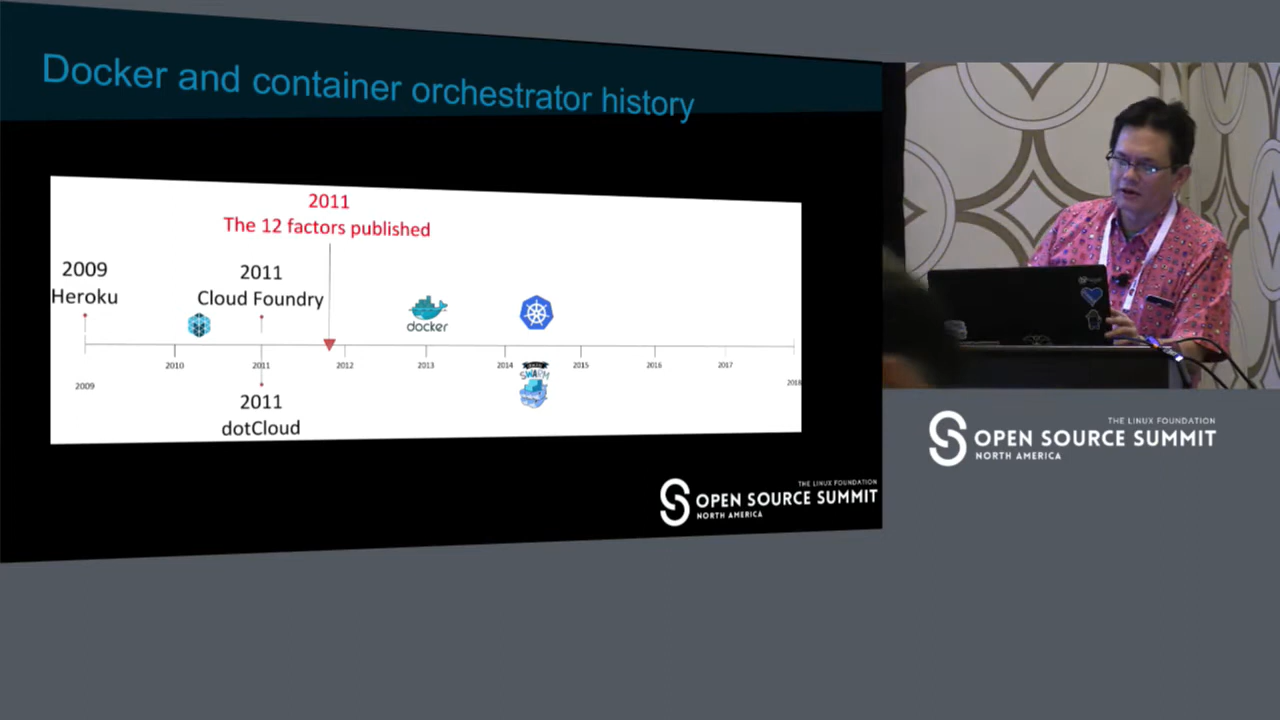 Docker and container orchestrator history
2011
The 12 factors published
2009
Heroku
2011
Cloud Foundry
docker
2010
2011
2012
2013
2014
2015
2016
2017
2018
2009
SWARM
2011
dotCloud
THE LINUX FOUNDATION
OPEN SOURCE SUMMIT
NORTH AMERICA
THE LINUX FOUNDATION
OPEN SOURCE SUMMIT
NORTH AMERICA